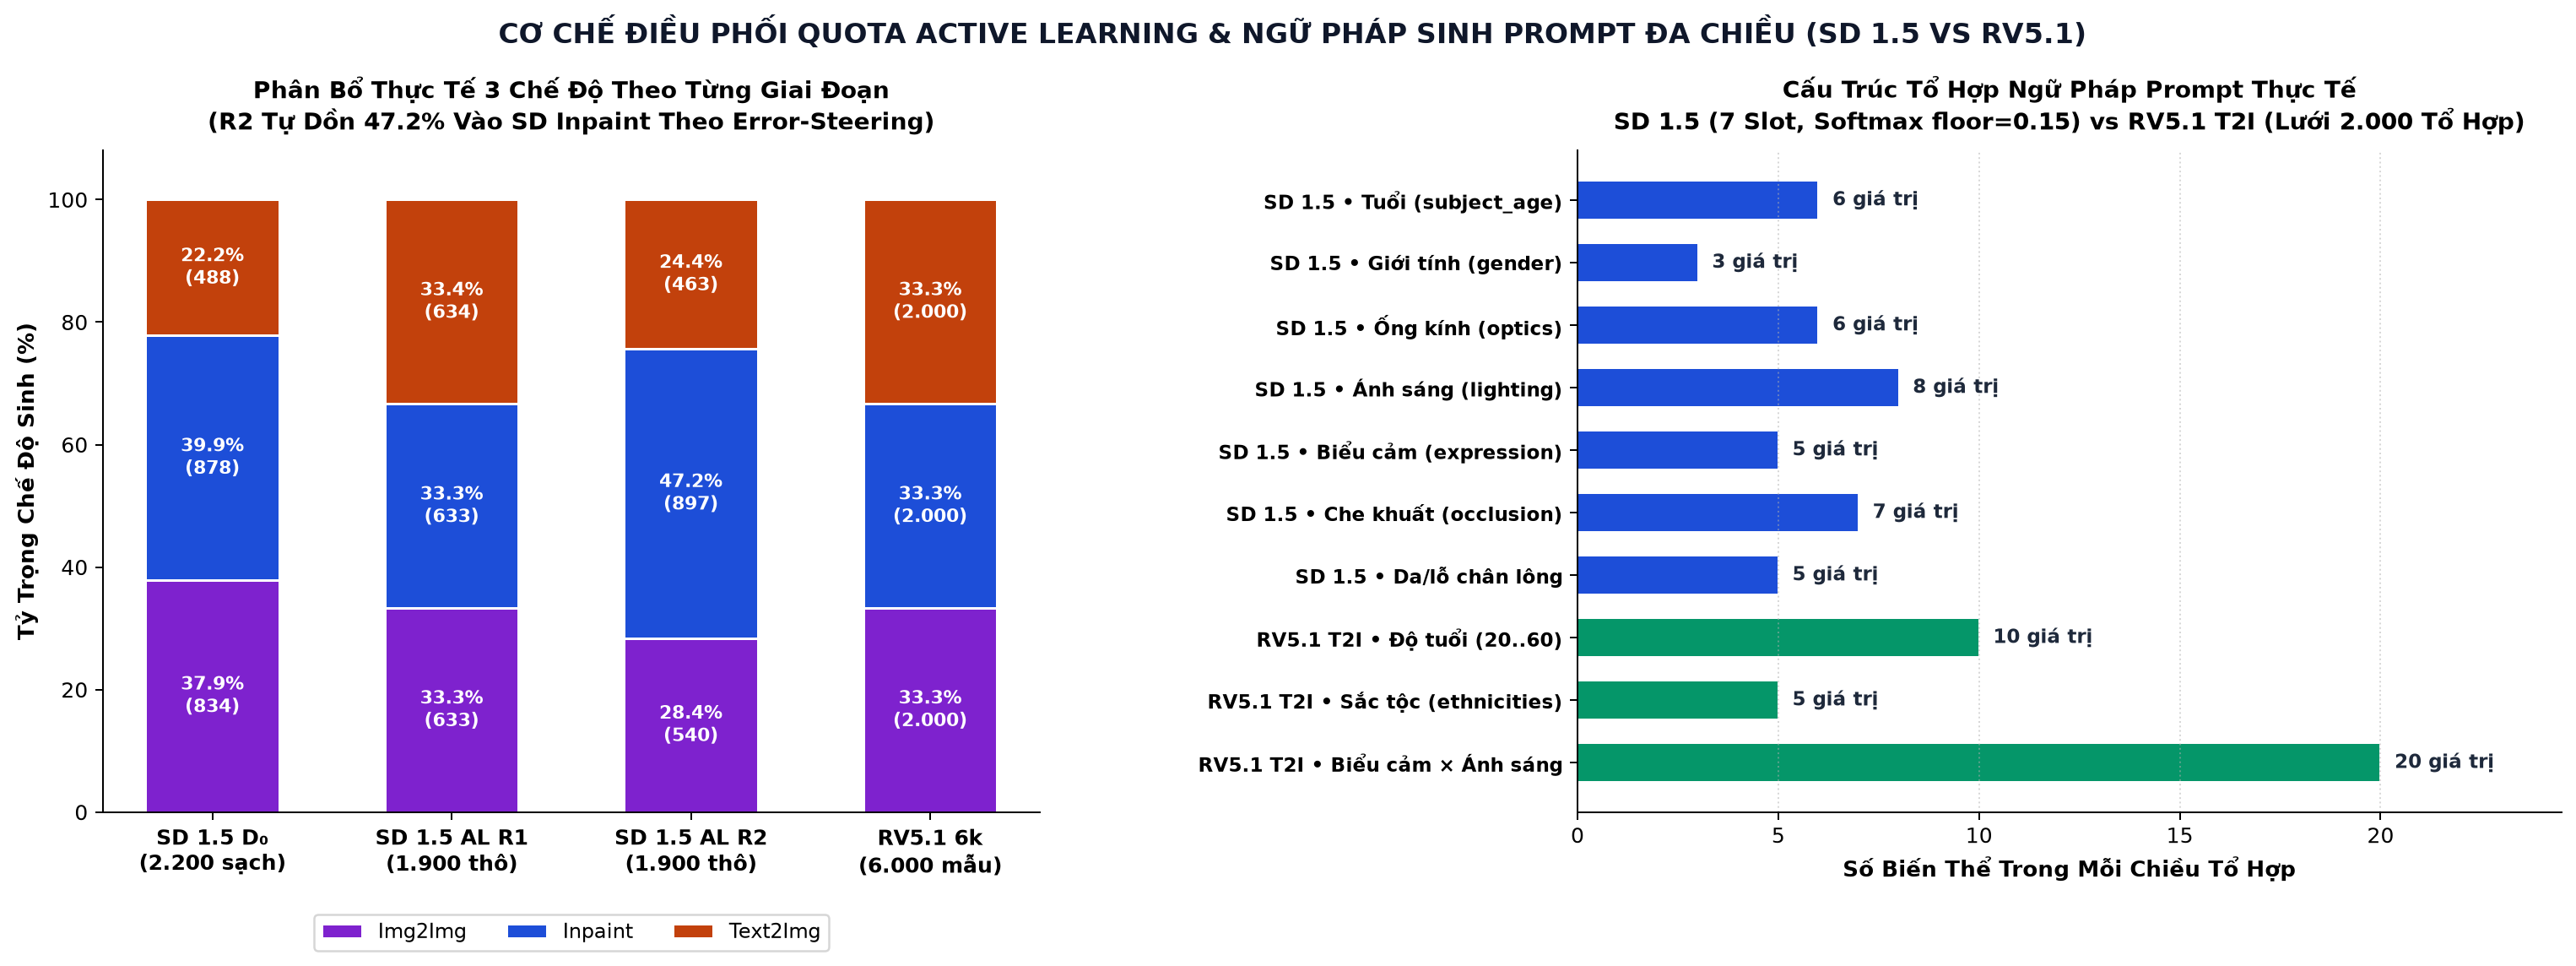 CƠ CHẾ ĐIỀU PHỐI QUOTA ACTIVE LEARNING & NGỮ PHÁP SINH PROMPT ĐA CHIỀU (SD 1.5 VS RV5.1)
Phân Bổ Thực Tế 3 Chế Độ Theo Từng Giai Đoạn
(R2 Tự Dồn 47.2% Vào SD Inpaint Theo Error-Steering)
Tỷ Trọng Chế Độ Sinh (%)
100
80
60
40
20
0
22.2%
(488)
39.9%
(878)
37.9%
(834)
33.4%
(634)
33.3%
(633)
33.3%
(633)
24.4%
(463)
47.2%
(897)
28.4%
(540)
33.3%
(2.000)
33.3%
(2.000)
33.3%
(2.000)
SD 1.5 D₀
(2.200 sạch)
SD 1.5 AL R1
(1.900 thô)
SD 1.5 AL R2
(1.900 thô)
RV5.1 6k
(6.000 mẫu)
Img2Img
Inpaint
Text2Img
Cấu Trúc Tổ Hợp Ngữ Pháp Prompt Thực Tế
SD 1.5 (7 Slot, Softmax floor=0.15) vs RV5.1 T2I (Lưới 2.000 Tổ Hợp)
SD 1.5 • Tuổi (subject_age)
6 giá trị
SD 1.5 • Giới tính (gender)
3 giá trị
SD 1.5 • Ống kính (optics)
6 giá trị
SD 1.5 • Ánh sáng (lighting)
8 giá trị
SD 1.5 • Biểu cảm (expression)
5 giá trị
SD 1.5 • Che khuất (occlusion)
7 giá trị
SD 1.5 • Da/lỗ chân lông
5 giá trị
RV5.1 T2I • Độ tuổi (20..60)
10 giá trị
RV5.1 T2I • Sắc tộc (ethnicities)
5 giá trị
RV5.1 T2I • Biểu cảm × Ánh sáng
20 giá trị
0
5
10
15
20
Số Biến Thể Trong Mỗi Chiều Tổ Hợp